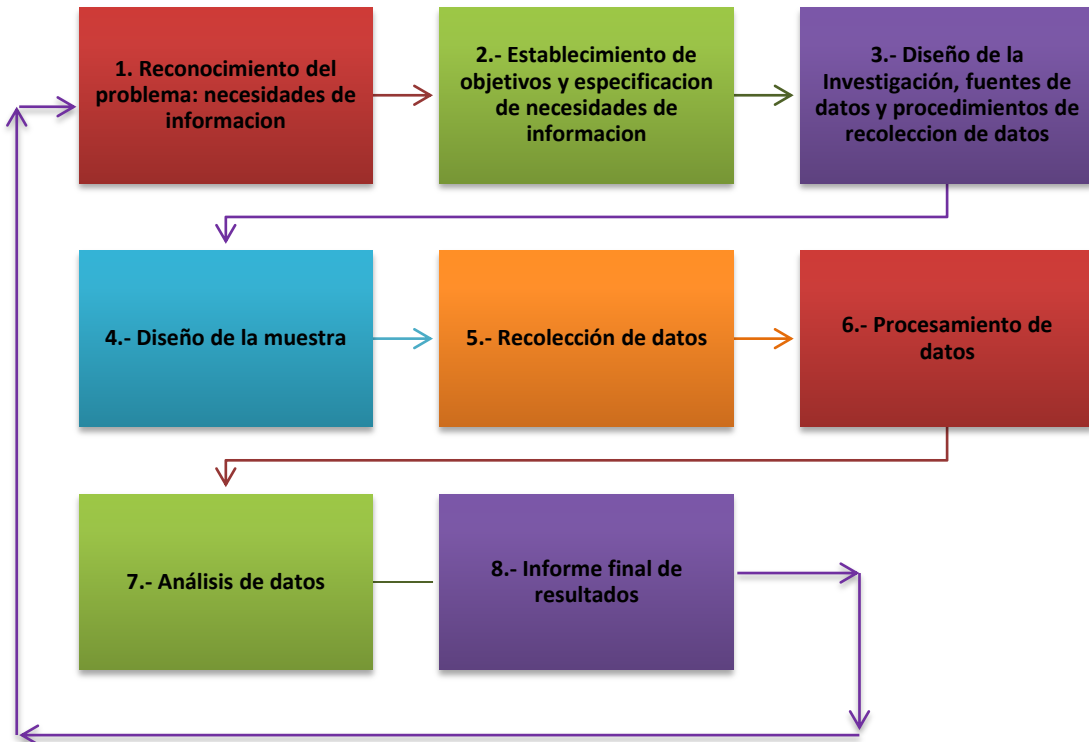 1. Reconocimiento del
problema: necesidades de
informacion
2.- Establecimiento de
objetivos y especificacion
de necesidades de
informacion
3.- Diseño de la
Investigación, fuentes de
datos y procedimientos de
recoleccion de datos
4.- Diseño de la muestra
5.- Recolección de datos
6.- Procesamiento de
datos
7.- Análisis de datos
8.- Informe final de
resultados